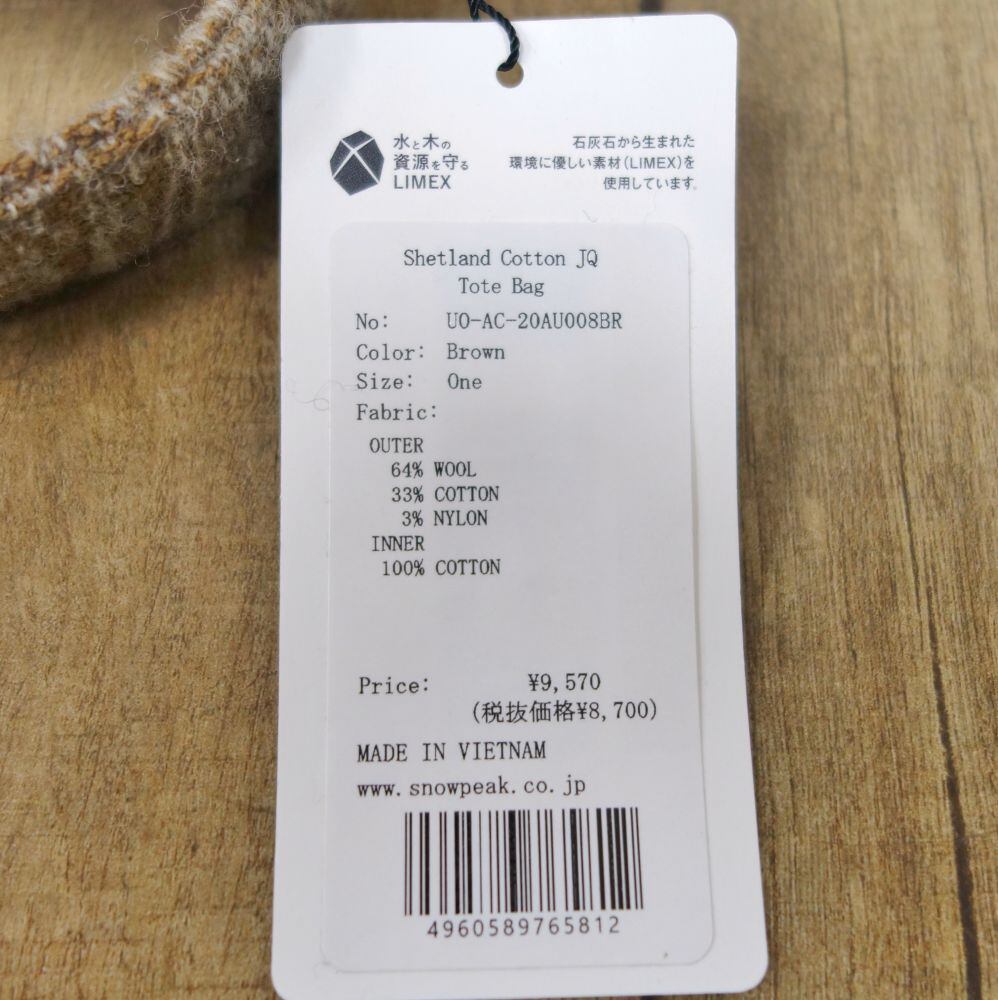 水と木の
資源を守る
LIMEX
石灰石から生まれた
環境に優しい素材(LIMEX)を
使用しています。
Shetland Cotton JQ
Tote Bag
No: UO-AC-20AU008BR
Color: Brown
Size: One
Fabric:
OUTER
64% WOOL
33% COTTON
3% NYLON
INNER
100% COTTON
Price: ¥9,570
(税抜価格¥8,700)
MADE IN VIETNAM
www.snowpeak.co.jp
4960589765812